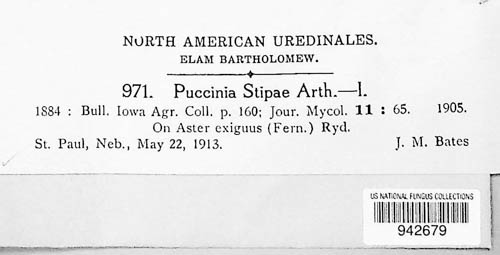 NORTH AMERICAN UREDINALES.
ELAM BARTHOLOMEW.
971. Puccinia Stipae Arth.—I.
1884 : Bull. Iowa Agr. Coll. p. 160; Jour. Mycol. 11 : 65. 1905.
On Aster exiguus (Fern.) Ryd.
St. Paul, Neb., May 22, 1913. J. M. Bates
US NATIONAL FUNGUS COLLECTIONS
942679